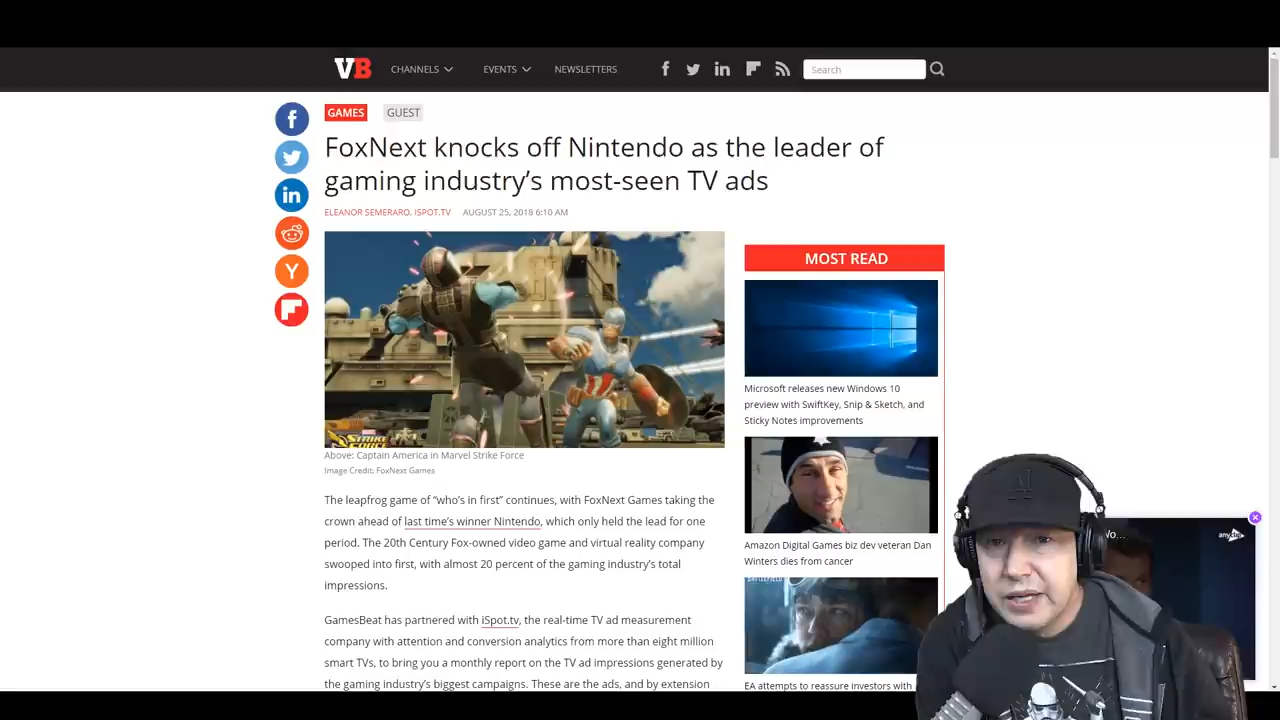 VB
CHANNELS
EVENTS
NEWSLETTERS
Search
GAMES
GUEST
FoxNext knocks off Nintendo as the leader of
gaming industry's most-seen TV ads
ELEANOR SEMERARO, ISPOT.TV
AUGUST 25, 2018 6:10 AM
STRIKE
FORCE
Above: Captain America in Marvel Strike Force
Image Credit: FoxNext Games
The leapfrog game of "who's in first" continues, with FoxNext Games taking the
crown ahead of last time's winner Nintendo, which only held the lead for one
period. The 20th Century Fox-owned video game and virtual reality company
swooped into first, with almost 20 percent of the gaming industry's total
impressions.
GamesBeat has partnered with iSpot.tv, the real-time TV ad measurement
company with attention and conversion analytics from more than eight million
smart TVs, to bring you a monthly report on the TV ad impressions generated by
the gaming industry's biggest campaigns. These are the ads, and by extension
MOST READ
Microsoft releases new Windows 10
preview with SwiftKey, Snip & Sketch, and
Sticky Notes improvements
Amazon Digital Games biz dev veteran Dan
Winters dies from cancer
EA attempts to reassure investors with